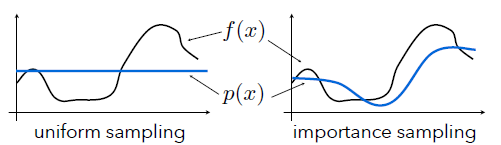 f(x)
p(x)
uniform sampling
importance sampling